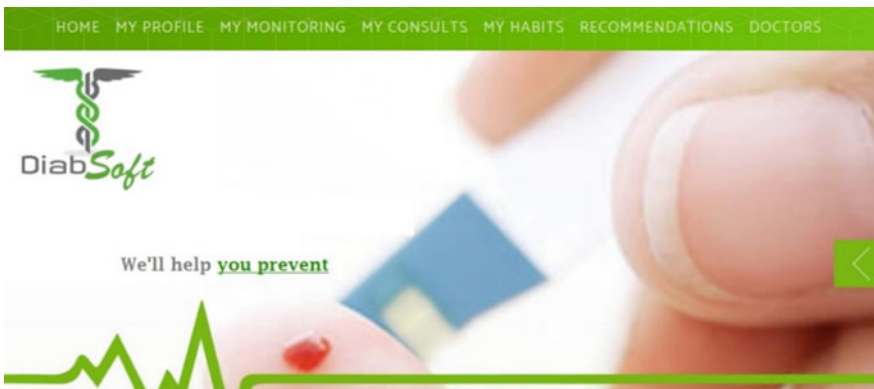 HOME MY PROFILE MY MONITORING MY CONSULTS MY HABITS RECOMMENDATIONS DOCTORS
DiabSoft
We'll help you prevent